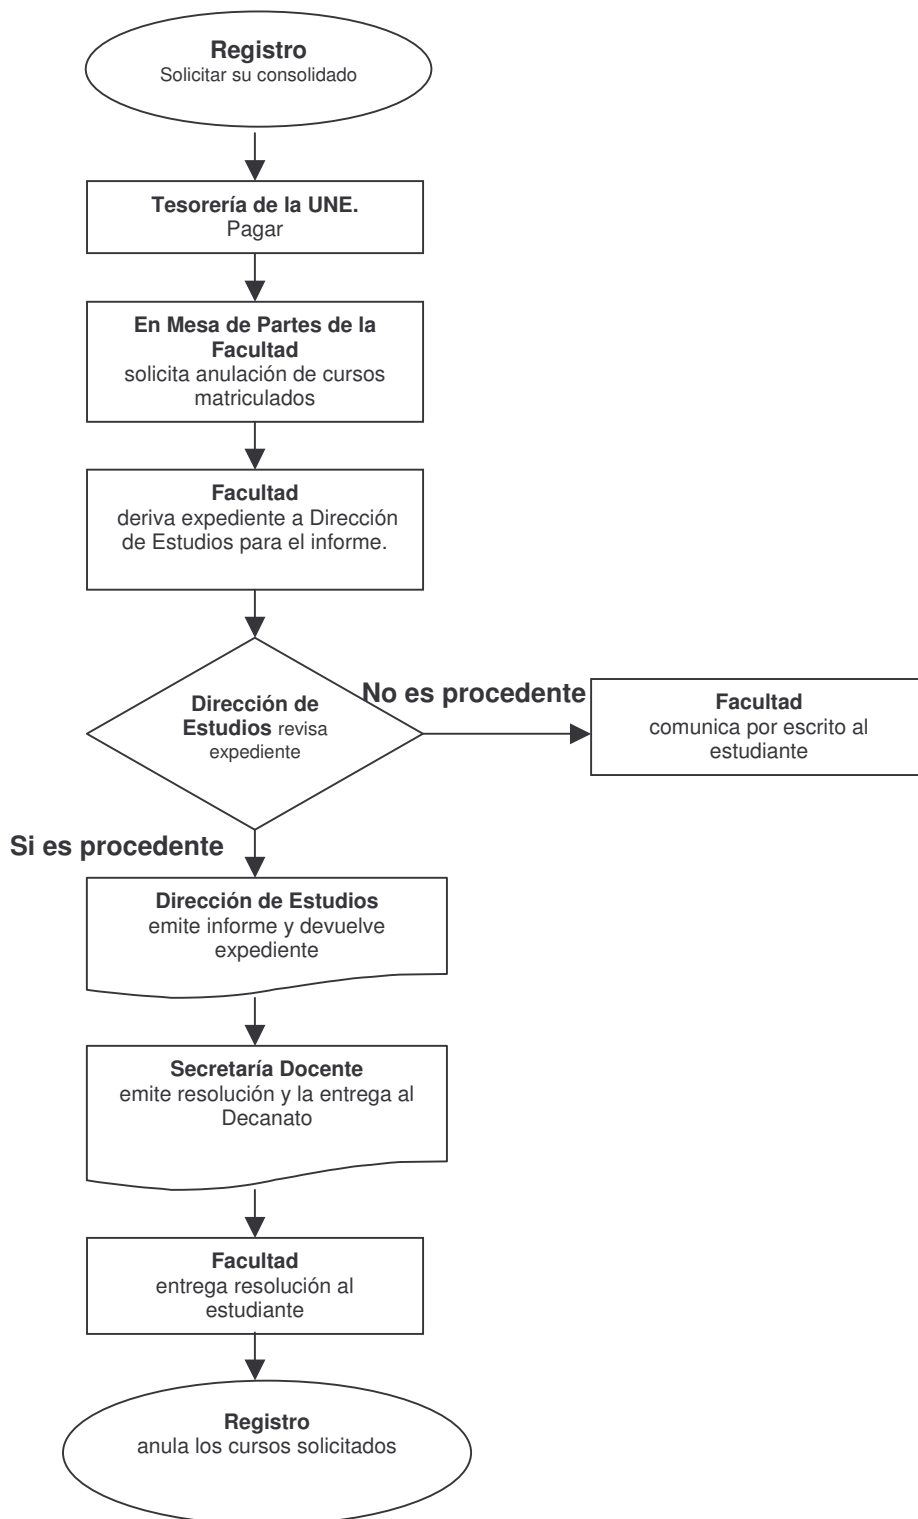 Registro
Solicitar su consolidado
Tesorería de la UNE.
Pagar
En Mesa de Partes de la
Facultad
solicita anulación de cursos
matriculados
Facultad
deriva expediente a Dirección
de Estudios para el informe.
Dirección de
Estudios revisa
expediente
No es procedente
Facultad
comunica por escrito al
estudiante
Si es procedente
Dirección de Estudios
emite informe y devuelve
expediente
Secretaría Docente
emite resolución y la entrega al
Decanato
Facultad
entrega resolución al
estudiante
Registro
anula los cursos solicitados